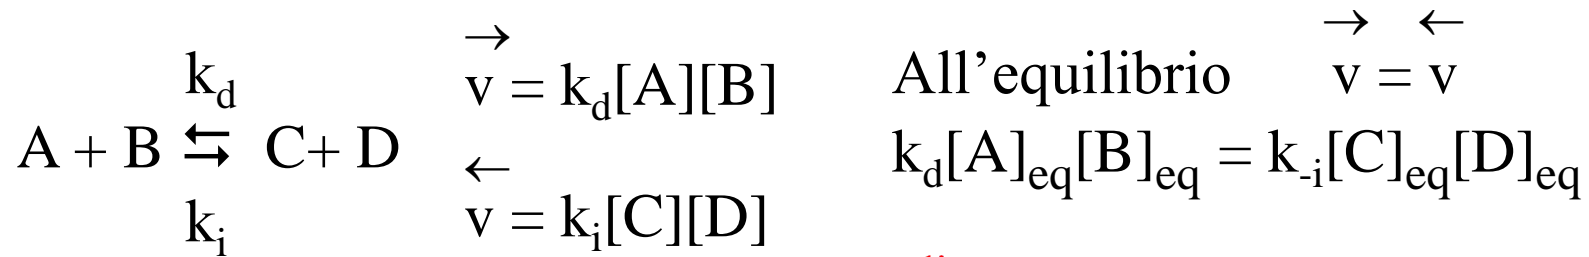 k_d
A + B ⇆ C+ D
k_i
→
v = k_d[A][B]
←
v = k_i[C][D]
→ ←
All’equilibrio v = v
k_d[A]_eq[B]_eq = k_-i[C]_eq[D]_eq